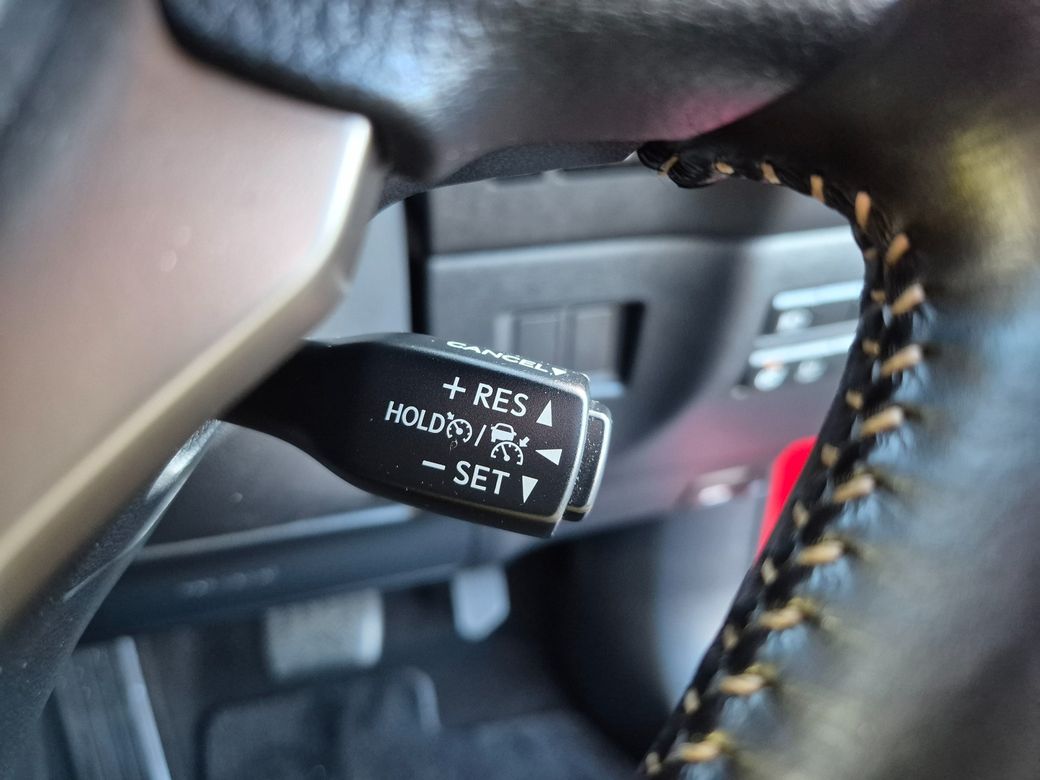 CANCEL
+ RES
HOLD /
- SET